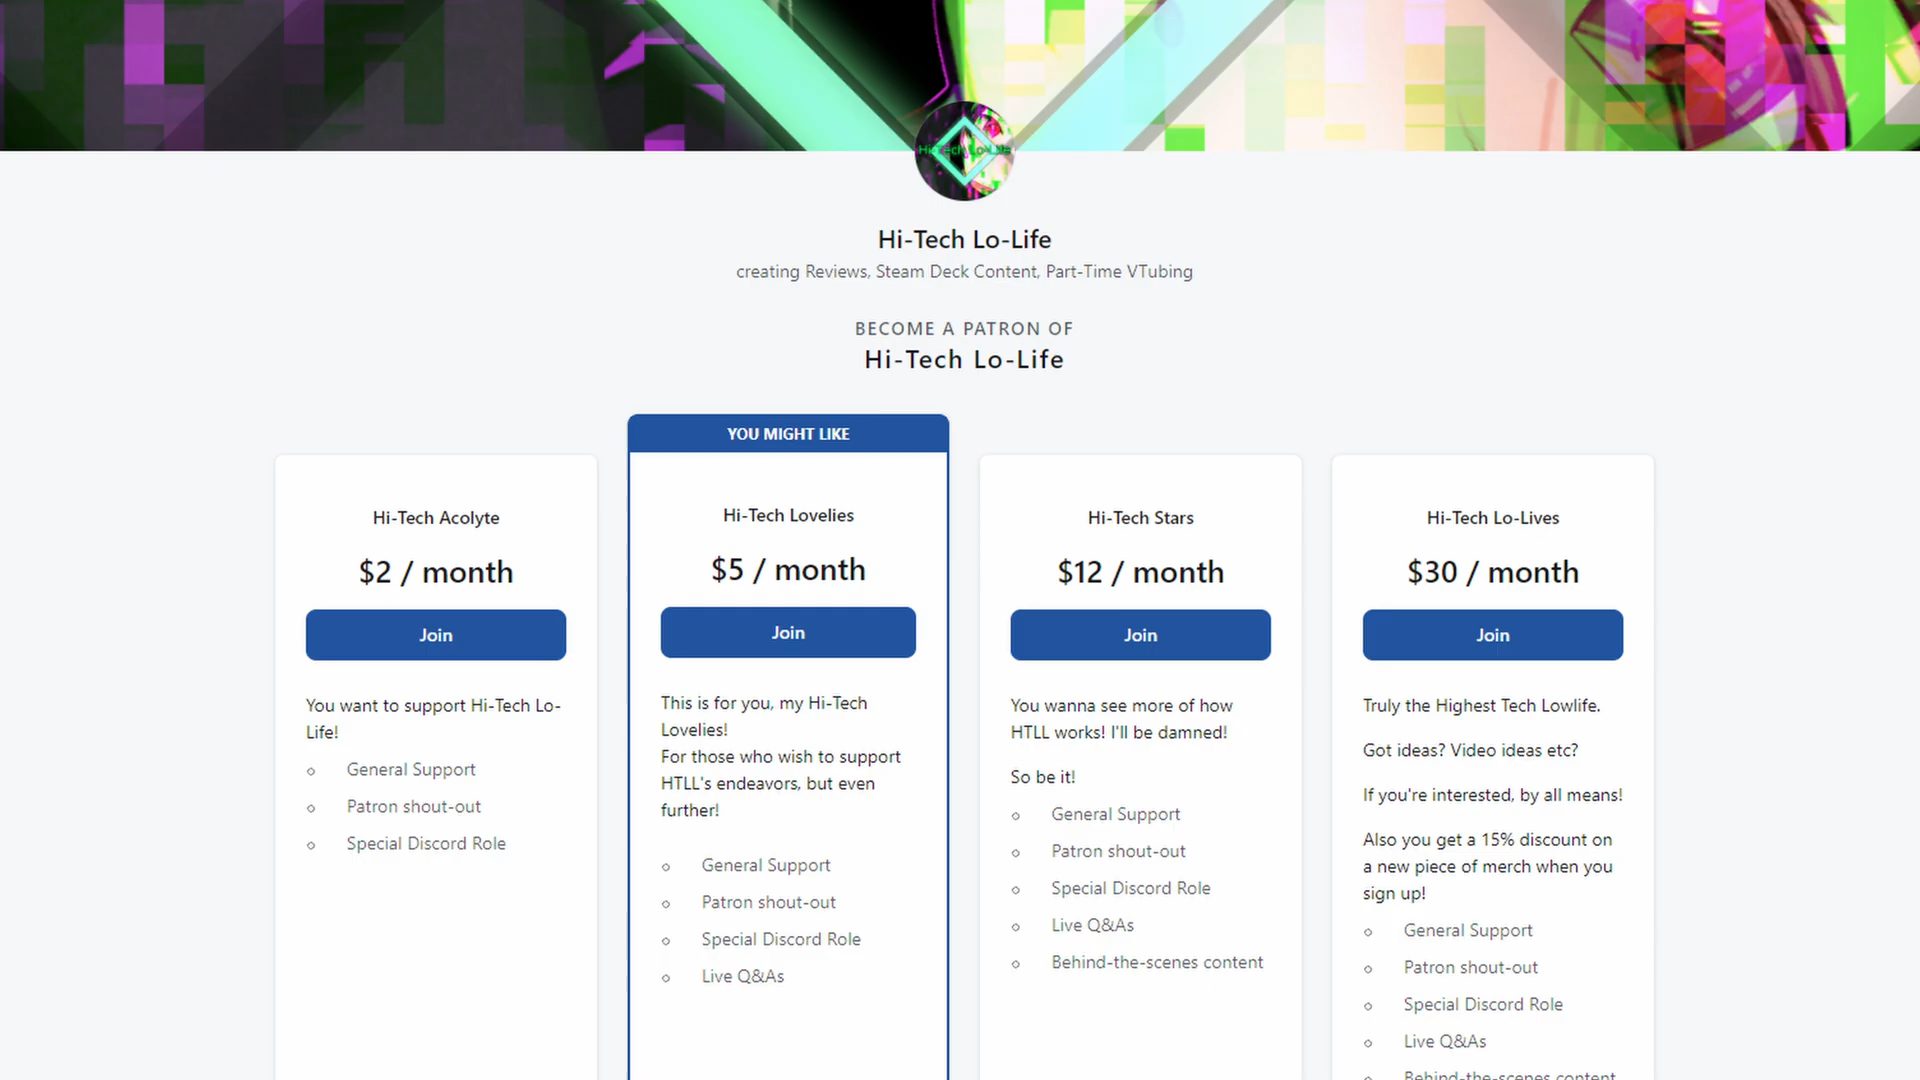 Hi-Tech Lo-Life
Hi-Tech Lo-Life
creating Reviews, Steam Deck Content, Part-Time VTubing
BECOME A PATRON OF
Hi-Tech Lo-Life
Hi-Tech Acolyte
$2 / month
Join
You want to support Hi-Tech Lo-
Life!
General Support
Patron shout-out
Special Discord Role
YOU MIGHT LIKE
Hi-Tech Lovelies
$5 / month
Join
This is for you, my Hi-Tech
Lovelies!
For those who wish to support
HTLL's endeavors, but even
further!
General Support
Patron shout-out
Special Discord Role
Live Q&As
Hi-Tech Stars
$12 / month
Join
You wanna see more of how
HTLL works! I'll be damned!
So be it!
General Support
Patron shout-out
Special Discord Role
Live Q&As
Behind-the-scenes content
Hi-Tech Lo-Lives
$30 / month
Join
Truly the Highest Tech Lowlife.
Got ideas? Video ideas etc?
If you're interested, by all means!
Also you get a 15% discount on
a new piece of merch when you
sign up!
General Support
Patron shout-out
Special Discord Role
Live Q&As
Behind-the-scenes content